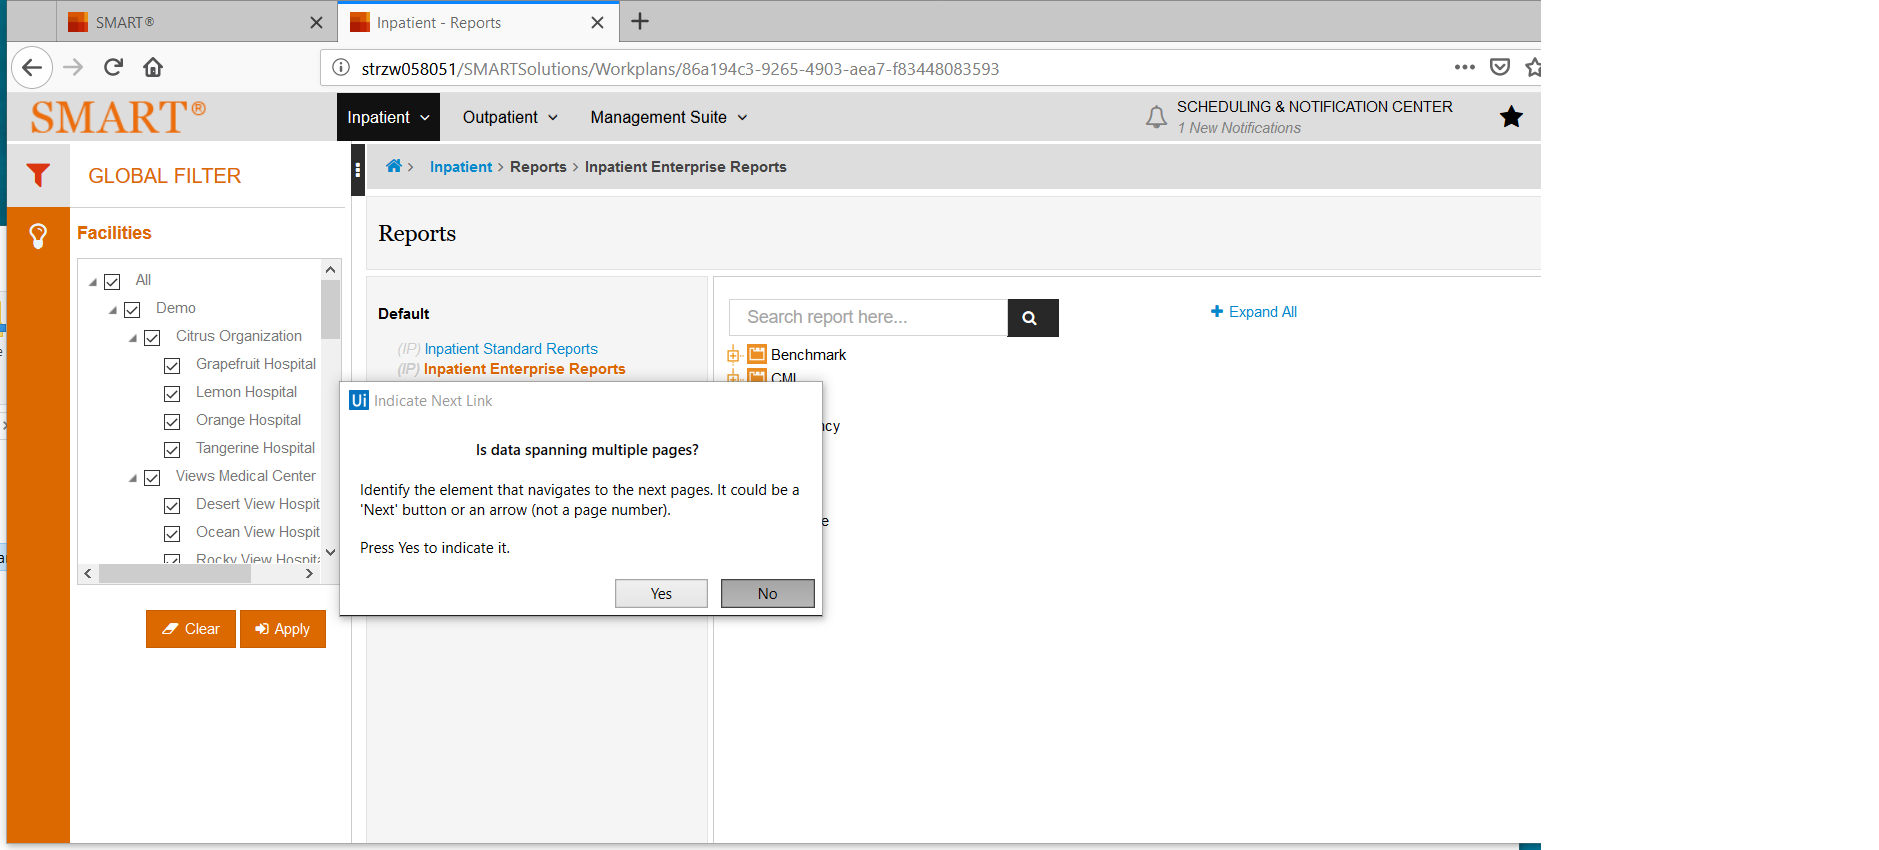 SMART®
Inpatient - Reports
strzw058051/SMARTSolutions/Workplans/86a194c3-9265-4903-aea7-f83448083593
SMART®
Inpatient
Outpatient
Management Suite
SCHEDULING & NOTIFICATION CENTER
1 New Notifications
GLOBAL FILTER
Inpatient > Reports > Inpatient Enterprise Reports
Facilities
Reports
All
Demo
Citrus Organization
Grapefruit Hospital
Lemon Hospital
Orange Hospital
Tangerine Hospital
Views Medical Center
Desert View Hospit
Ocean View Hospit
Rocky View Hospita
Clear
Apply
Default
(IP) Inpatient Standard Reports
(IP) Inpatient Enterprise Reports
Search report here...
Expand All
Benchmark
CMI
ncy
e
Ui Indicate Next Link
Is data spanning multiple pages?
Identify the element that navigates to the next pages. It could be a
'Next' button or an arrow (not a page number).
Press Yes to indicate it.
Yes
No